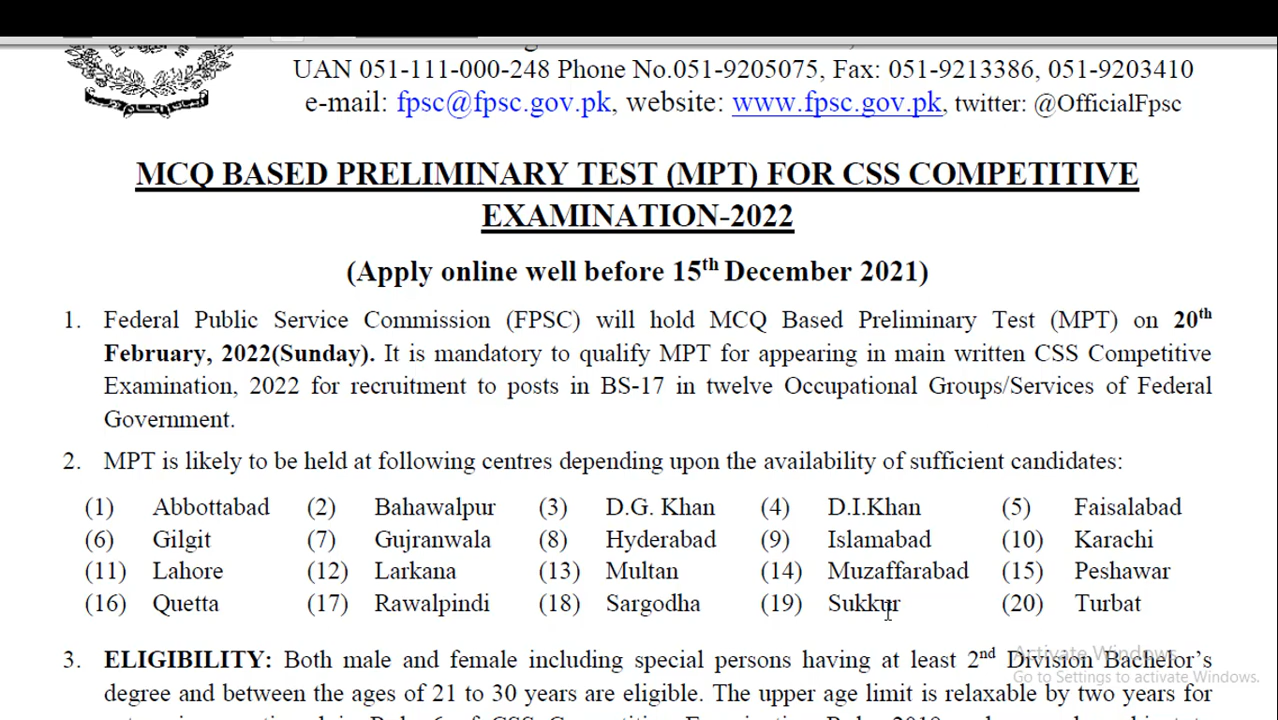 UAN 051-111-000-248 Phone No.051-9205075, Fax: 051-9213386, 051-9203410
e-mail: fpsc@fpsc.gov.pk, website: www.fpsc.gov.pk, twitter: @OfficialFpsc
MCQ BASED PRELIMINARY TEST (MPT) FOR CSS COMPETITIVE
EXAMINATION-2022
(Apply online well before 15th December 2021)
1. Federal Public Service Commission (FPSC) will hold MCQ Based Preliminary Test (MPT) on 20th
February, 2022(Sunday). It is mandatory to qualify MPT for appearing in main written CSS Competitive
Examination, 2022 for recruitment to posts in BS-17 in twelve Occupational Groups/Services of Federal
Government.
2. MPT is likely to be held at following centres depending upon the availability of sufficient candidates:
(1) Abbottabad (2) Bahawalpur (3) D.G. Khan (4) D.I.Khan (5) Faisalabad
(6) Gilgit (7) Gujranwala (8) Hyderabad (9) Islamabad (10) Karachi
(11) Lahore (12) Larkana (13) Multan (14) Muzaffarabad (15) Peshawar
(16) Quetta (17) Rawalpindi (18) Sargodha (19) Sukkur (20) Turbat
3. ELIGIBILITY: Both male and female including special persons having at least 2nd Division Bachelor's
degree and between the ages of 21 to 30 years are eligible. The upper age limit is relaxable by two years for
Activate Windows
Go to Settings to activate Windows.